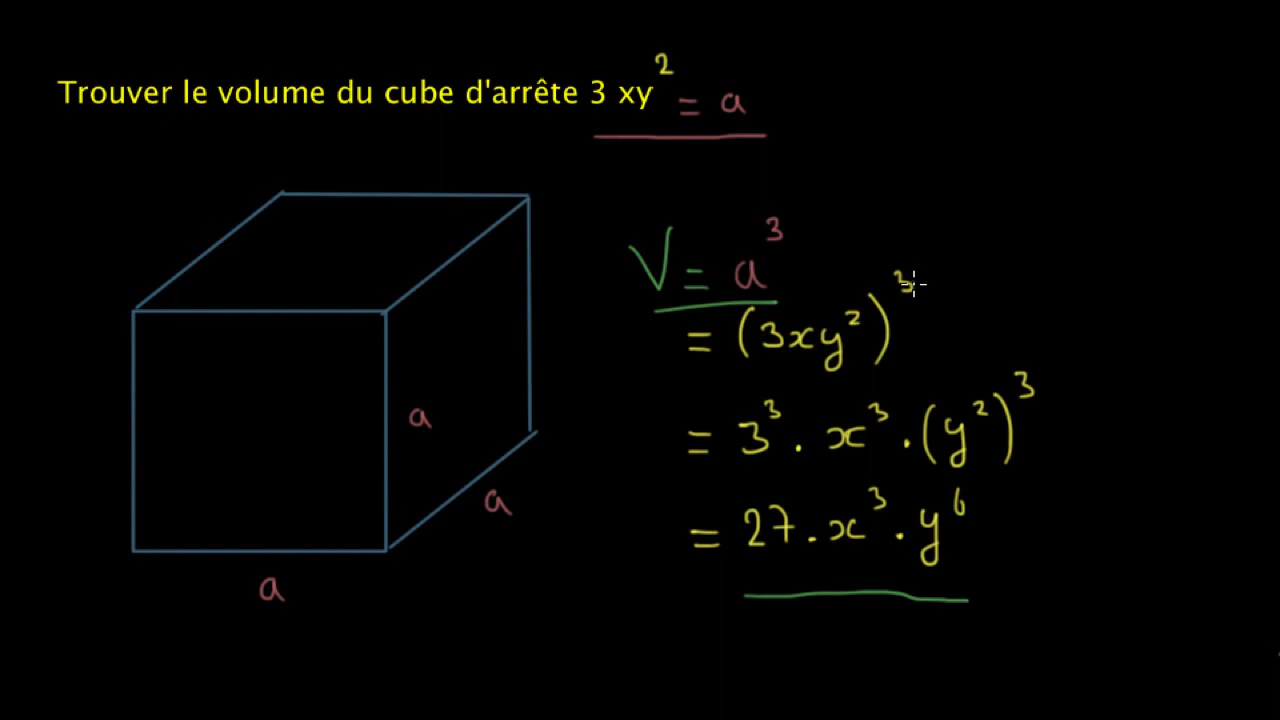 Trouver le volume du cube d'arrête 3 xy² = a
V = a³
= (3xy²)³
= 3³ . x³ . (y²)³
= 27 . x³ . y⁶
a
a
a